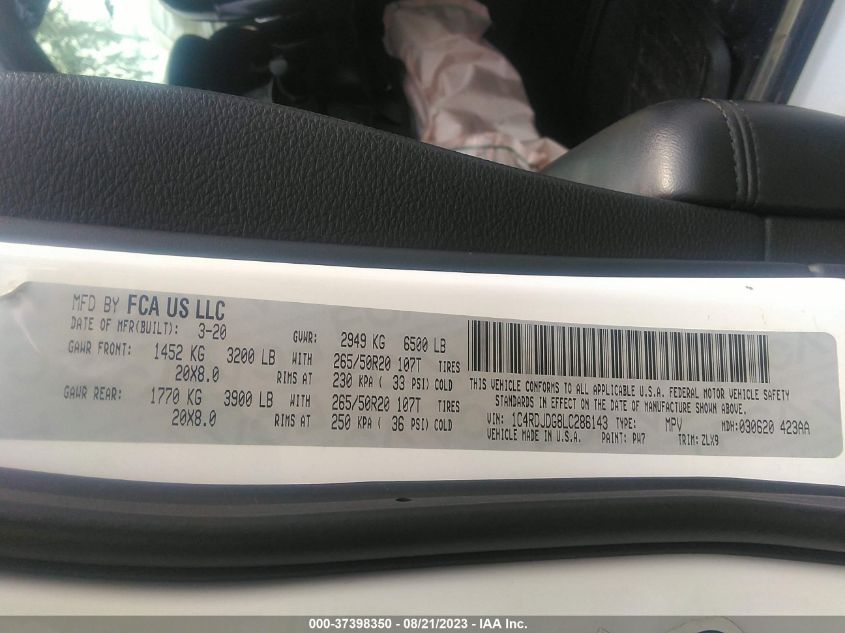 MFD BY FCA US LLC
DATE OF MFR(BUILT): 3-20 GVWR: 2949 KG 6500 LB
GAWR FRONT: 1452 KG 3200 LB WITH 265/50R20 107T TIRES
20X8.0 RIMS AT 230 KPA ( 33 PSI) COLD
GAWR REAR: 1770 KG 3900 LB WITH 265/50R20 107T TIRES
20X8.0 RIMS AT 250 KPA ( 36 PSI) COLD
THIS VEHICLE CONFORMS TO ALL APPLICABLE U.S.A. FEDERAL MOTOR VEHICLE SAFETY
STANDARDS IN EFFECT ON THE DATE OF MANUFACTURE SHOWN ABOVE.
VIN: 1C4RDJDG8LC286143 TYPE: MPV MDH: 030620 423AA
VEHICLE MADE IN U.S.A. PAINT: PW7 TRIM: ZLX9
000-37398350 - 08/21/2023 - IAA Inc.